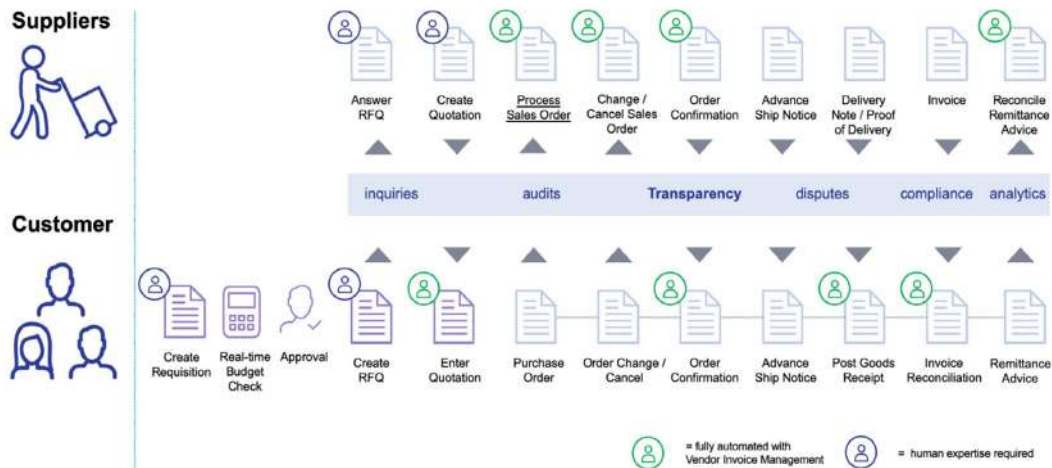 Suppliers
Answer
RFQ
Create
Quotation
Process
Sales Order
Change /
Cancel Sales
Order
Order
Confirmation
Advance
Ship Notice
Delivery
Note / Proof
of Delivery
Invoice
Reconcile
Remittance
Advice
inquiries
audits
Transparency
disputes
compliance
analytics
Customer
Create
Requisition
Real-time
Budget
Check
Approval
Create
RFQ
Enter
Quotation
Purchase
Order
Order Change /
Cancel
Order
Confirmation
Advance
Ship Notice
Post Goods
Receipt
Invoice
Reconciliation
Remittance
Advice
= fully automated with
Vendor Invoice Management
= human expertise required